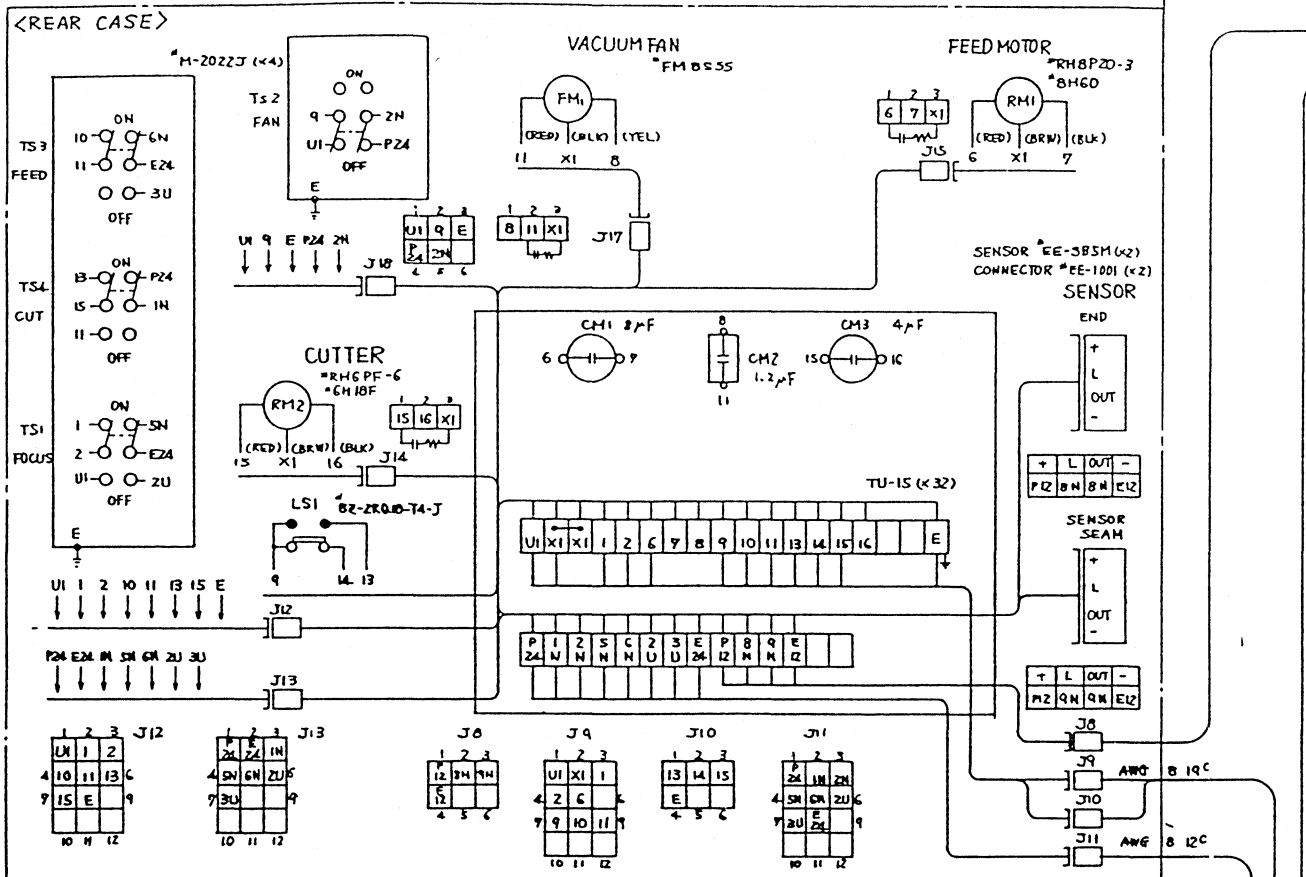 <REAR CASE>
*M-2022J (×4)
VACUUM FAN
*FM8S55
FEED MOTOR
*RH8P20-3
*8H60
TS3
FEED
ON
10 6N
11 E24
3U
OFF
TS4
CUT
ON
13 P24
15 1N
11
OFF
TS1
FOCUS
ON
1 5N
2 E24
U1 2U
OFF
E
TS2
FAN
ON
9 2N
U1 P24
OFF
E
FM1
(RED) (BLK) (YEL)
11 X1 8
RM1
(RED) (BRW) (BLK)
6 X1 7
1 2 3
6 7 X1
J15
U1 9 E P24 2N
J18
1 2 3
U1 9 E
P24 2N
4 5 6
1 2 3
8 11 X1
J17
SENSOR *EE-SB5M (×2)
CONNECTOR *EE-1001 (×2)
SENSOR
END
+
L
OUT
-
+ L OUT -
P12 8N 8N E12
SENSOR
SEAM
+
L
OUT
-
+ L OUT -
P12 9N 9N E12
CUTTER
*RH6PF-6
*6H18F
RM2
(RED) (BRW) (BLK)
15 X1 16
J14
1 2 3
15 16 X1
CM1 8μF
6 7
8
CM2
1.2μF
11
CM3 4μF
15 16
LS1
9 14 13
TU-15 (×32)
U1 X1 X1 1 2 6 7 8 9 10 11 13 14 15 16 E
P24 1N 2N 5N 6N 2U 3U E24 P12 8N 9N E12
U1 1 2 10 11 13 15 E
J12
P24 E24 1N 5N 6N 2U 3U
J13
J8
J9
AWG 8 19C
J10
J11
AWG 8 12C
J12
1 2 3
U1 1 2
4 10 11 13 6
7 15 E 9
10 11 12
J13
1 2 3
P24 E24 1N
4 5N 6N 2U 6
7 3U 9
10 11 12
J8
1 2 3
P12 8N 9N
E12
4 5 6
J9
1 2 3
U1 X1 1
4 2 6 6
7 9 10 11 9
10 11 12
J10
1 2 3
13 14 15
E
4 5 6
J11
1 2 3
P24 1N 2N
4 5N 6N 2U 6
7 3U E24 9
10 11 12